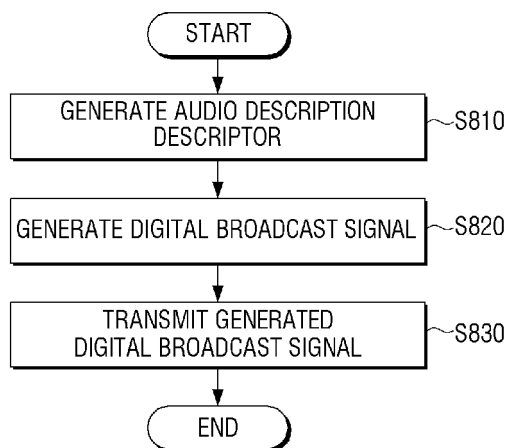 START
GENERATE AUDIO DESCRIPTION
DESCRIPTOR
S810
GENERATE DIGITAL BROADCAST SIGNAL
S820
TRANSMIT GENERATED
DIGITAL BROADCAST SIGNAL
S830
END